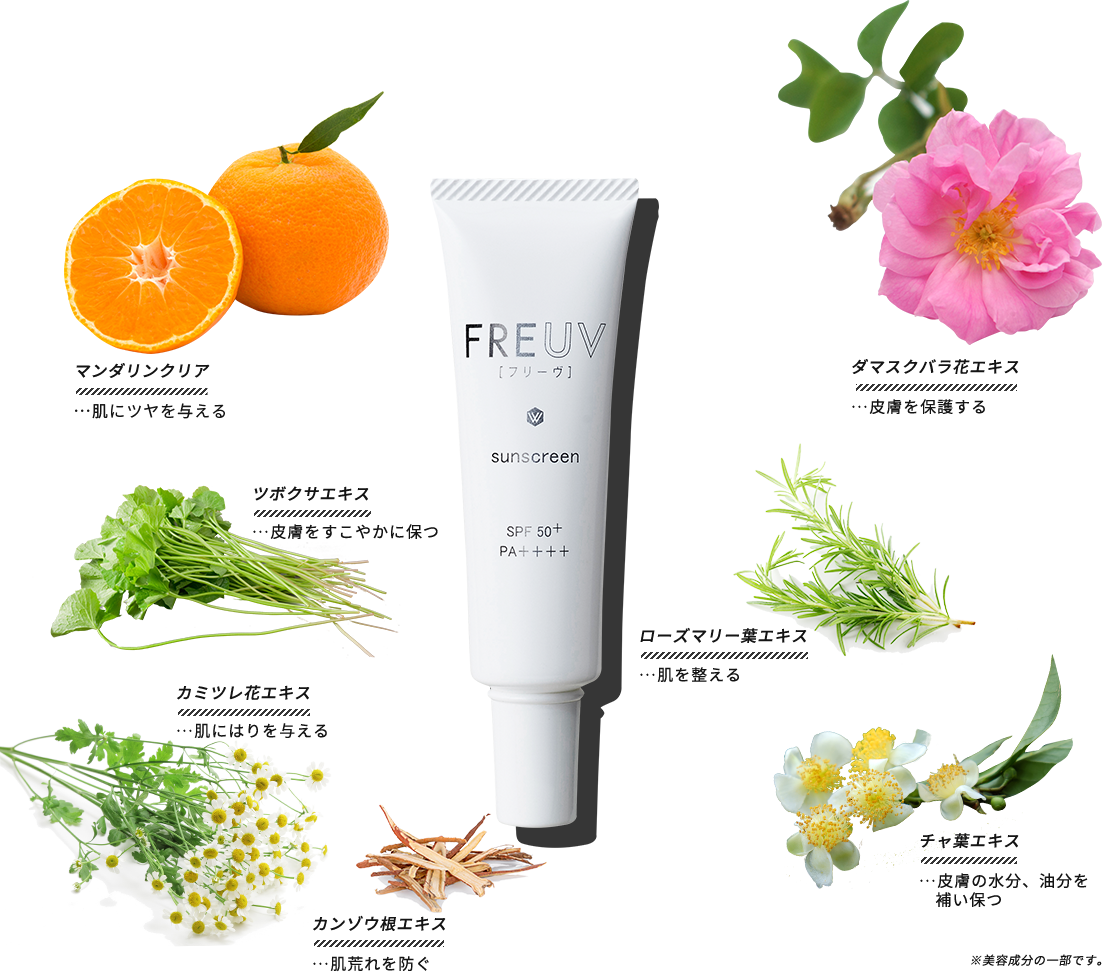 マンダリンクリア
…肌にツヤを与える
ダマスクバラ花エキス
…皮膚を保護する
FREUV
[フリーヴ]
sunscreen
SPF 50+
PA++++
ツボクサエキス
…皮膚をすこやかに保つ
ローズマリー葉エキス
…肌を整える
カミツレ花エキス
…肌にはりを与える
チャ葉エキス
…皮膚の水分、油分を
補い保つ
カンゾウ根エキス
…肌荒れを防ぐ
※美容成分の一部です。